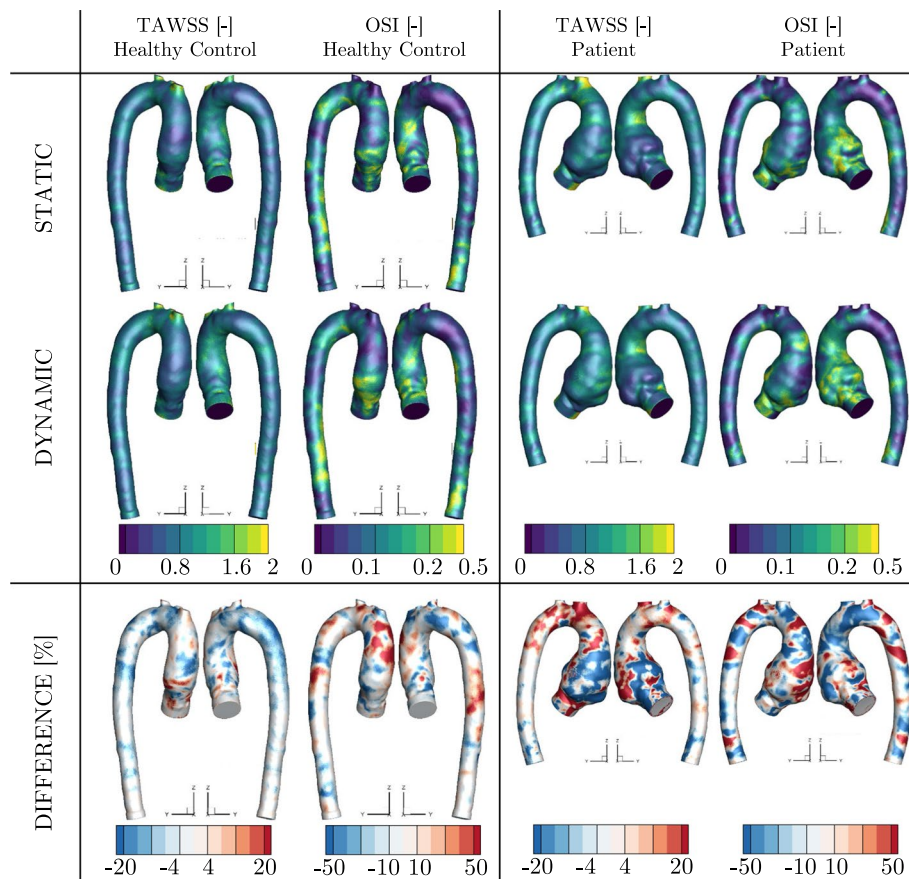 TAWSS [-] OSI [-] TAWSS [-] OSI [-]
Healthy Control Healthy Control Patient Patient
STATIC
Z Z Z Z Z Z Z Z
Y X X Y Y Y Y Y
DYNAMIC
Z Z Z Z Z Z Z Z
Y Y Y Y Y Y Y Y
0 0.8 1.6 2 0 0.1 0.2 0.5 0 0.8 1.6 2 0 0.1 0.2 0.5
DIFFERENCE [%]
Z Z Z Z Z Z Z Z
Y Y Y Y Y Y Y Y
-20 -4 4 20 -50 -10 10 50 -20 -4 4 20 -50 -10 10 50